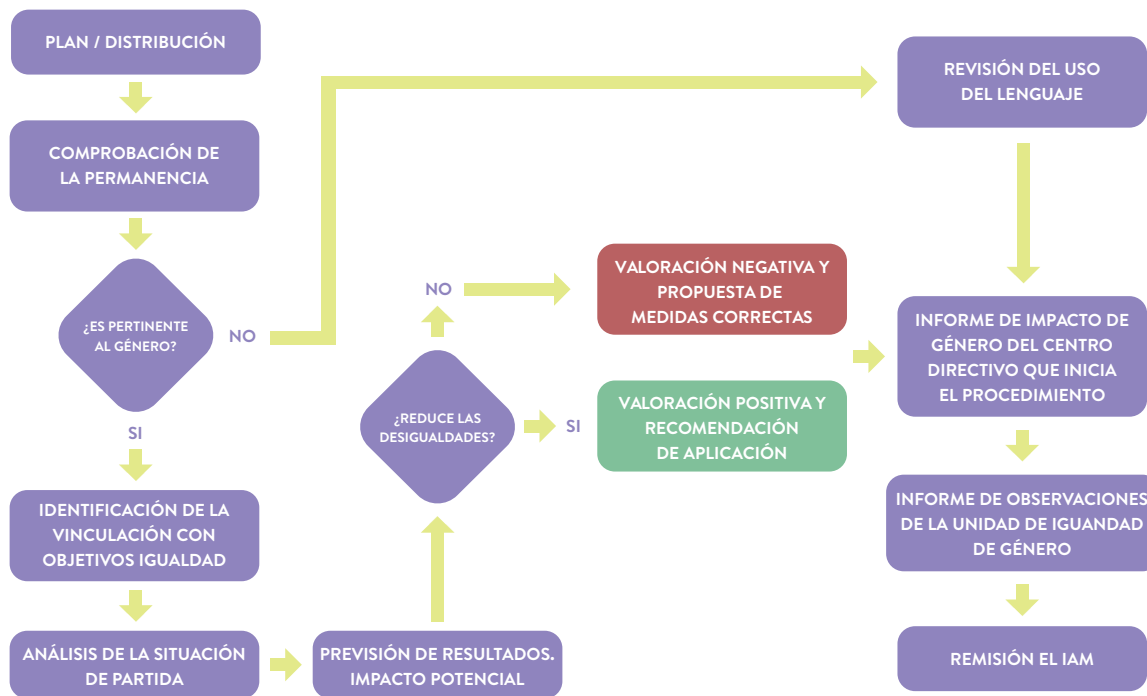 PLAN / DISTRIBUCIÓN
COMPROBACIÓN DE
LA PERMANENCIA
¿ES PERTINENTE
AL GÉNERO?
NO
SI
IDENTIFICACIÓN DE LA
VINCULACIÓN CON
OBJETIVOS IGUALDAD
ANÁLISIS DE LA SITUACIÓN
DE PARTIDA
PREVISIÓN DE RESULTADOS.
IMPACTO POTENCIAL
¿REDUCE LAS
DESIGUALDADES?
NO
SI
VALORACIÓN NEGATIVA Y
PROPUESTA DE
MEDIDAS CORRECTAS
VALORACIÓN POSITIVA Y
RECOMENDACIÓN
DE APLICACIÓN
REVISIÓN DEL USO
DEL LENGUAJE
INFORME DE IMPACTO DE
GÉNERO DEL CENTRO
DIRECTIVO QUE INICIA
EL PROCEDIMIENTO
INFORME DE OBSERVACIONES
DE LA UNIDAD DE IGUANDAD
DE GÉNERO
REMISIÓN EL IAM